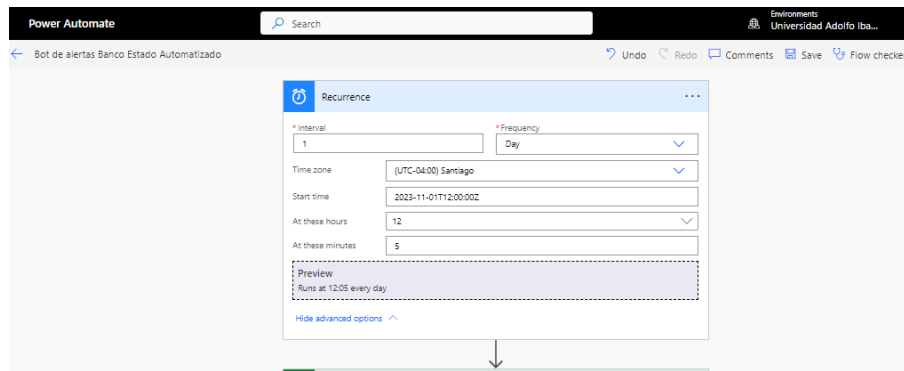 Power Automate
Search
Environments
Universidad Adolfo Iba...
Bot de alertas Banco Estado Automatizado
Undo
Redo
Comments
Save
Flow checker
Recurrence
...
* Interval
* Frequency
1
Day
Time zone
(UTC-04:00) Santiago
Start time
2023-11-01T12:00:00Z
At these hours
12
At these minutes
5
Preview
Runs at 12:05 every day
Hide advanced options